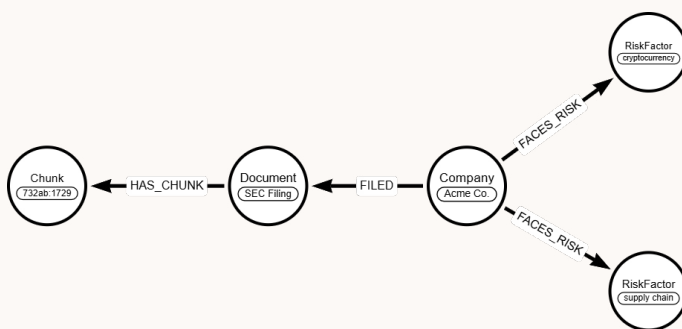 RiskFactor
cryptocurrency
FACES_RISK
Chunk
732ab:1729
HAS_CHUNK
Document
SEC Filing
FILED
Company
Acme Co.
FACES_RISK
RiskFactor
supply chain